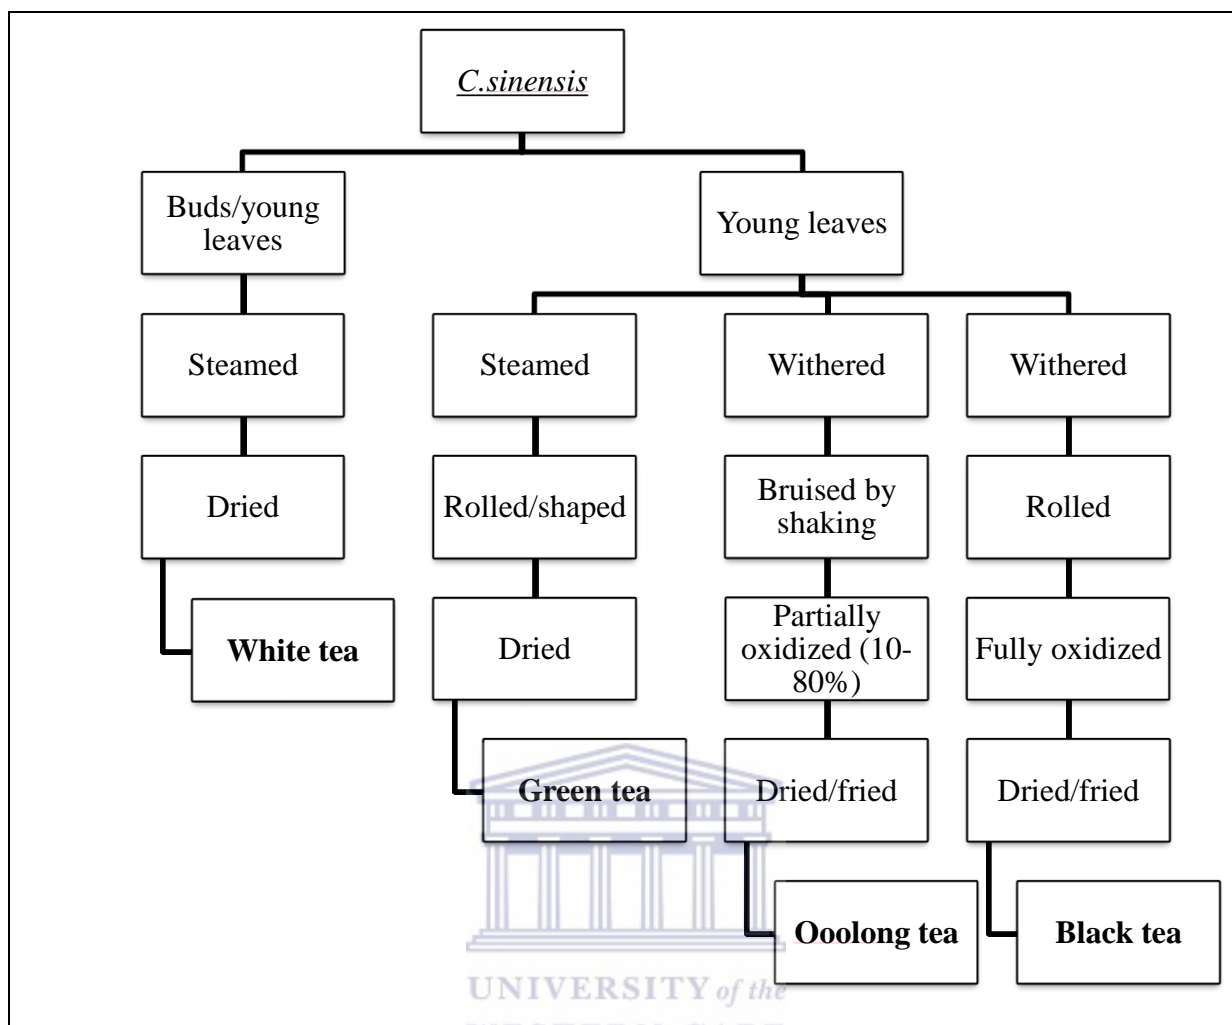 C.sinensis
Buds/young
leaves
Young leaves
Steamed
Steamed
Withered
Withered
Dried
Rolled/shaped
Bruised by
shaking
Rolled
White tea
Dried
Partially
oxidized (10-
80%)
Fully oxidized
Green tea
Dried/fried
Dried/fried
Ooolong tea
Black tea
UNIVERSITY of the